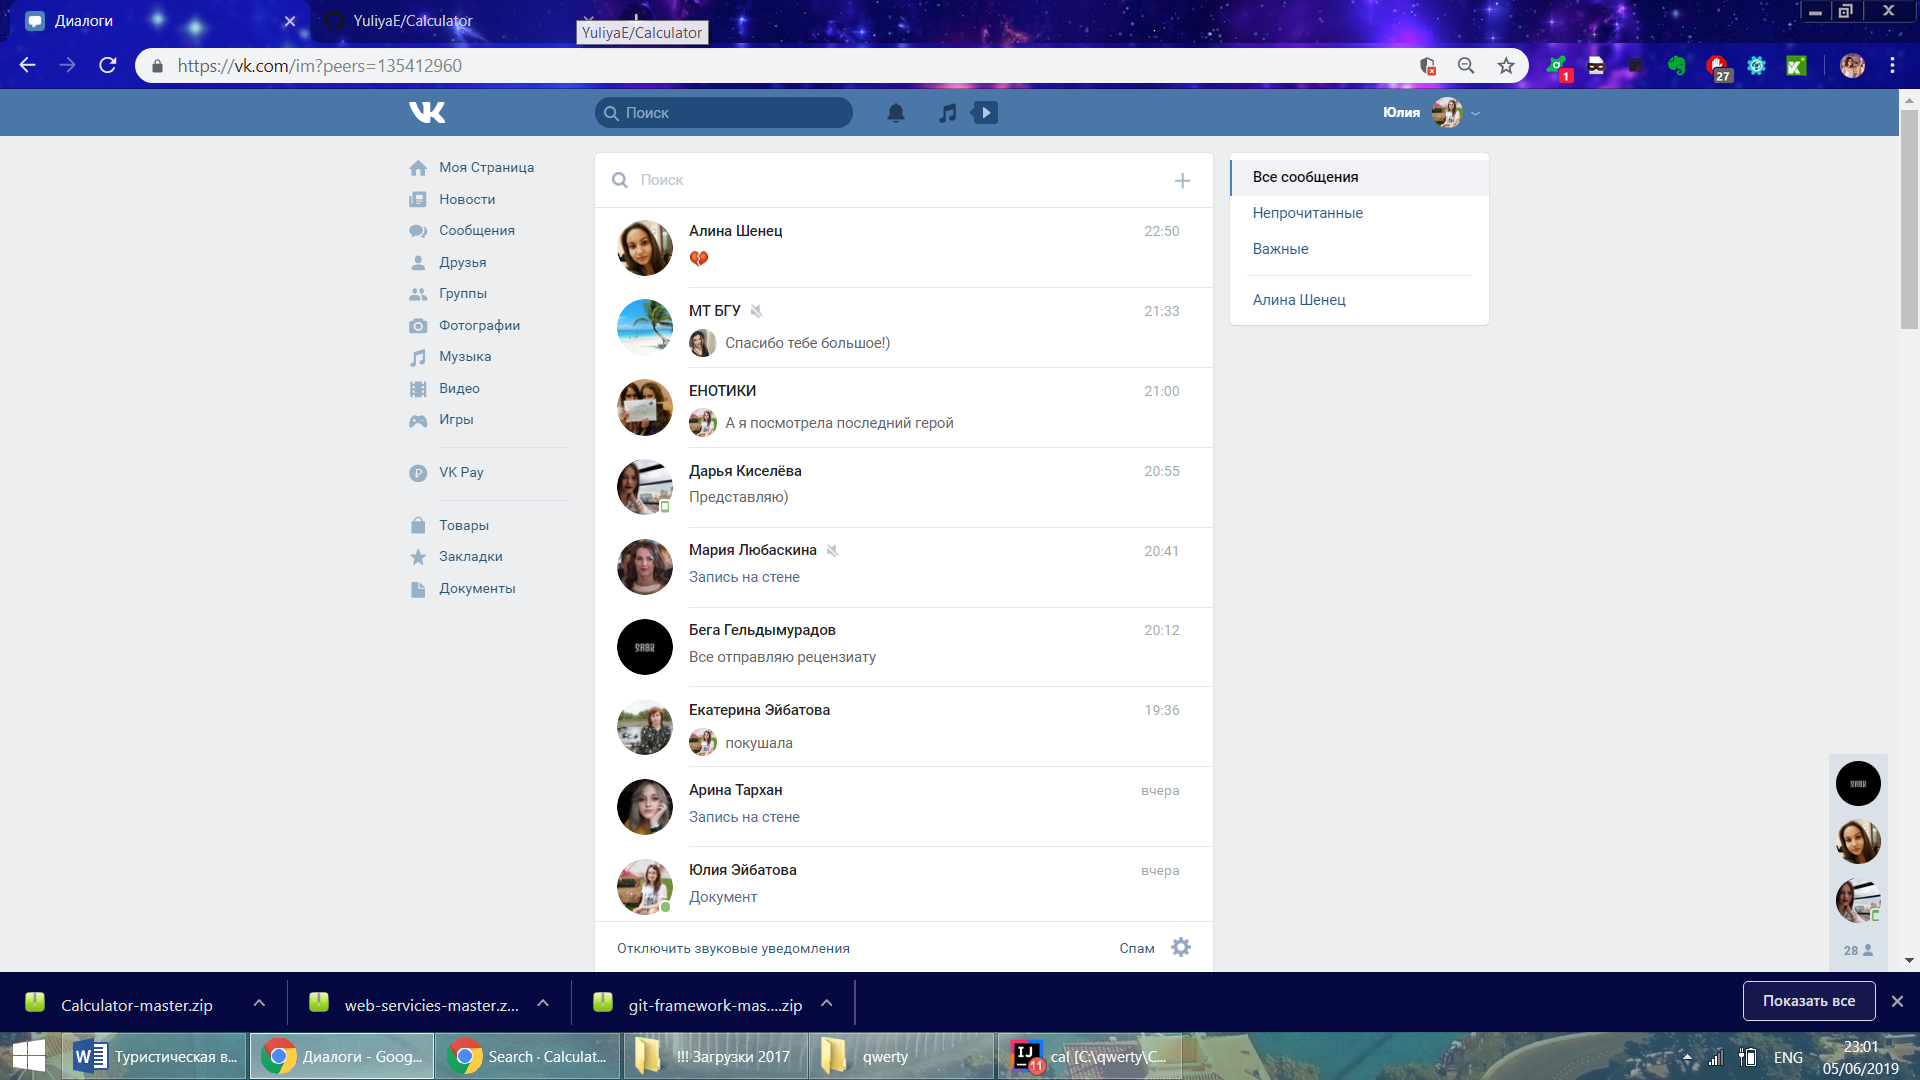 Диалоги
YuliyaE/Calculator
YuliyaE/Calculator
https://vk.com/im?peers=135412960
1
27
Поиск
Юлия
Моя Страница
Новости
Сообщения
Друзья
Группы
Фотографии
Музыка
Видео
Игры
VK Pay
Товары
Закладки
Документы
Поиск
Алина Шенец
22:50
МТ БГУ
21:33
Спасибо тебе большое!)
ЕНОТИКИ
21:00
А я посмотрела последний герой
Дарья Киселёва
20:55
Представляю)
Мария Любаскина
20:41
Запись на стене
Бега Гельдымурадов
20:12
Все отправляю рецензиату
Екатерина Эйбатова
19:36
покушала
Арина Тархан
вчера
Запись на стене
Юлия Эйбатова
вчера
Документ
Отключить звуковые уведомления
Спам
Все сообщения
Непрочитанные
Важные
Алина Шенец
28
Calculator-master.zip
web-servicies-master.z...
git-framework-mas....zip
Показать все
Туристическая в...
Диалоги - Goog...
Search · Calculat...
!!! Загрузки 2017
qwerty
cal [C:\qwerty\C...
11
ENG
23:01
05/06/2019